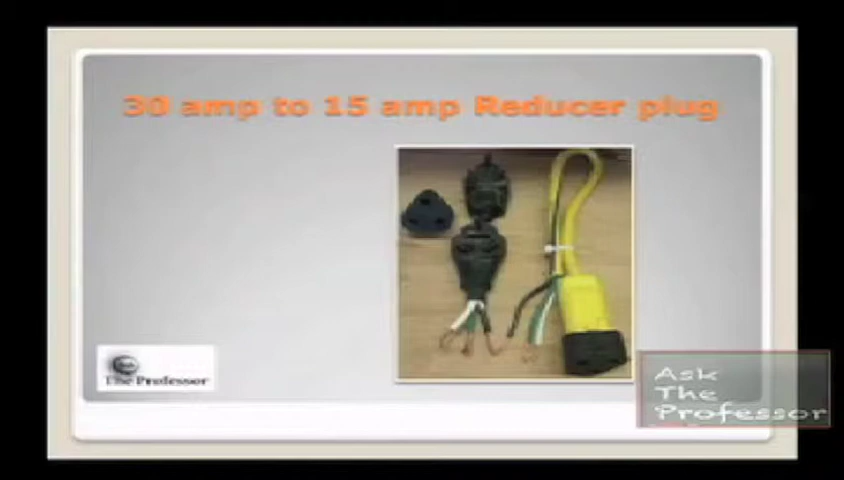 30 amp to 15 amp Reducer plug
The Professor
Ask
The
Professor